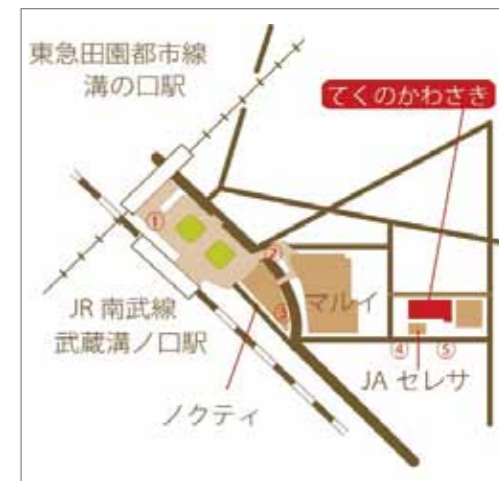 東急田園都市線
溝の口駅
てくのかわさき
①
②
マルイ
③
JR 南武線
武蔵溝ノ口駅
④
⑤
JA セレサ
ノクティ